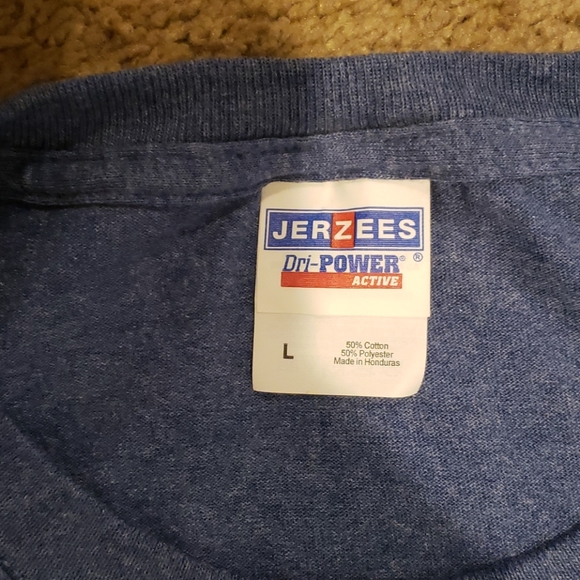 JERZEES
Dri-POWER® ®
ACTIVE
L
50% Cotton
50% Polyester
Made in Honduras